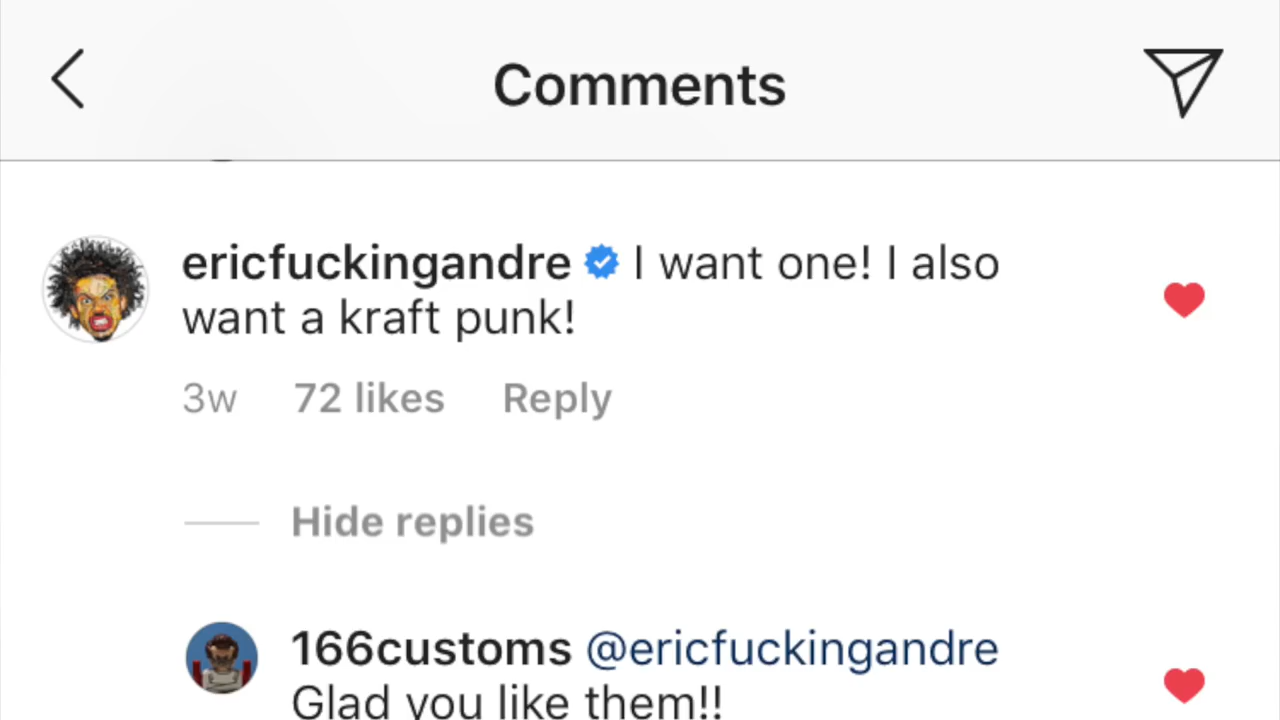 Comments
ericfuckingandre I want one! I also
want a kraft punk!
3w 72 likes Reply
Hide replies
166customs @ericfuckingandre
Glad you like them!!